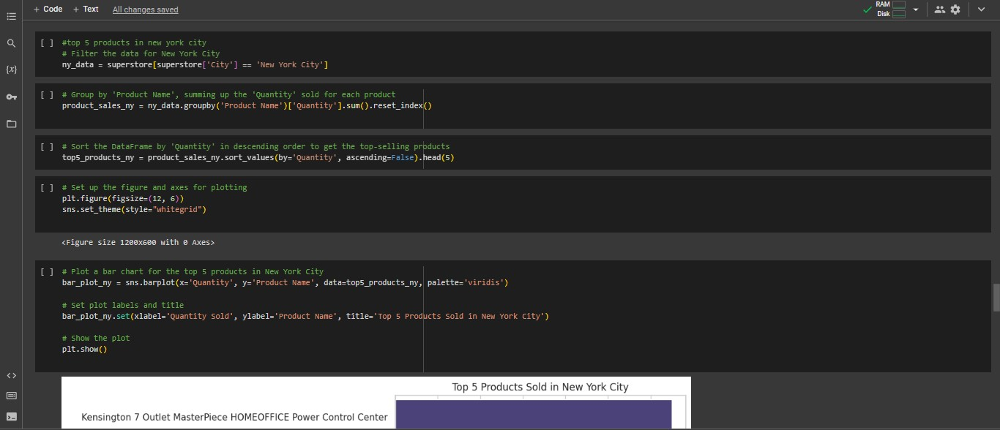 + Code + Text All changes saved
RAM
Disk
{x}
[ ] #top 5 products in new york city
# Filter the data for New York City
ny_data = superstore[superstore['City'] == 'New York City']
[ ] # Group by 'Product Name', summing up the 'Quantity' sold for each product
product_sales_ny = ny_data.groupby('Product Name')['Quantity'].sum().reset_index()
[ ] # Sort the DataFrame by 'Quantity' in descending order to get the top-selling products
top5_products_ny = product_sales_ny.sort_values(by='Quantity', ascending=False).head(5)
[ ] # Set up the figure and axes for plotting
plt.figure(figsize=(12, 6))
sns.set_theme(style="whitegrid")
<Figure size 1200x600 with 0 Axes>
[ ] # Plot a bar chart for the top 5 products in New York City
bar_plot_ny = sns.barplot(x='Quantity', y='Product Name', data=top5_products_ny, palette='viridis')
# Set plot labels and title
bar_plot_ny.set(xlabel='Quantity Sold', ylabel='Product Name', title='Top 5 Products Sold in New York City')
# Show the plot
plt.show()
Top 5 Products Sold in New York City
Kensington 7 Outlet MasterPiece HOMEOFFICE Power Control Center